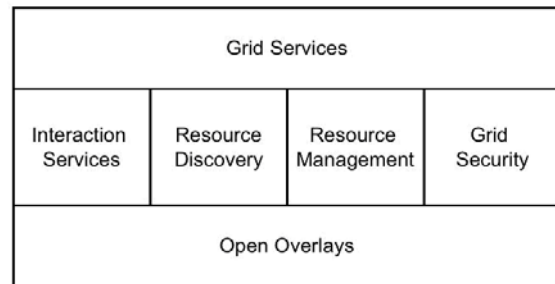 Grid Services
Interaction
Services
Resource
Discovery
Resource
Management
Grid
Security
Open Overlays